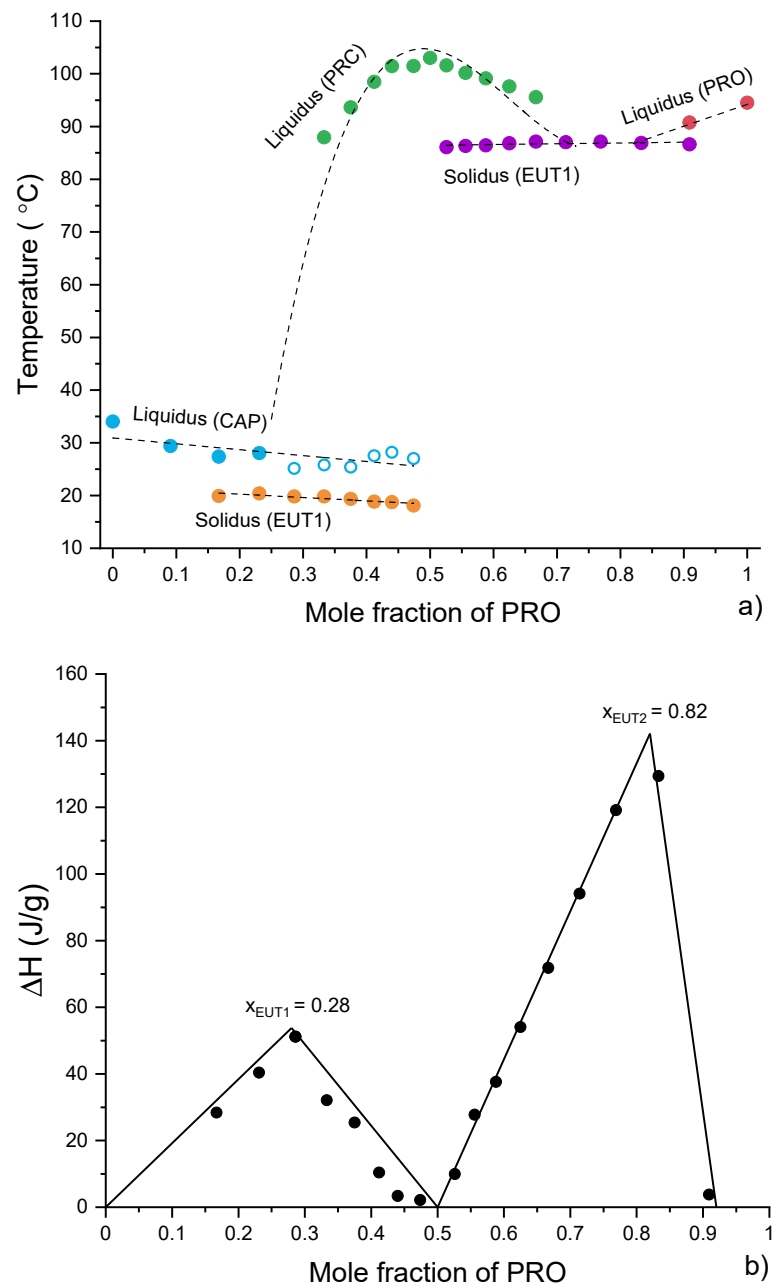 110
100
90
80
70
60
50
40
30
20
10
Temperature ( °C)
Liquidus (PRC)
Liquidus (PRO)
Solidus (EUT1)
Liquidus (CAP)
Solidus (EUT1)
0 0.1 0.2 0.3 0.4 0.5 0.6 0.7 0.8 0.9 1
Mole fraction of PRO
a)
160
140
120
100
80
60
40
20
0
ΔH (J/g)
xEUT2 = 0.82
xEUT1 = 0.28
0 0.1 0.2 0.3 0.4 0.5 0.6 0.7 0.8 0.9 1
Mole fraction of PRO
b)